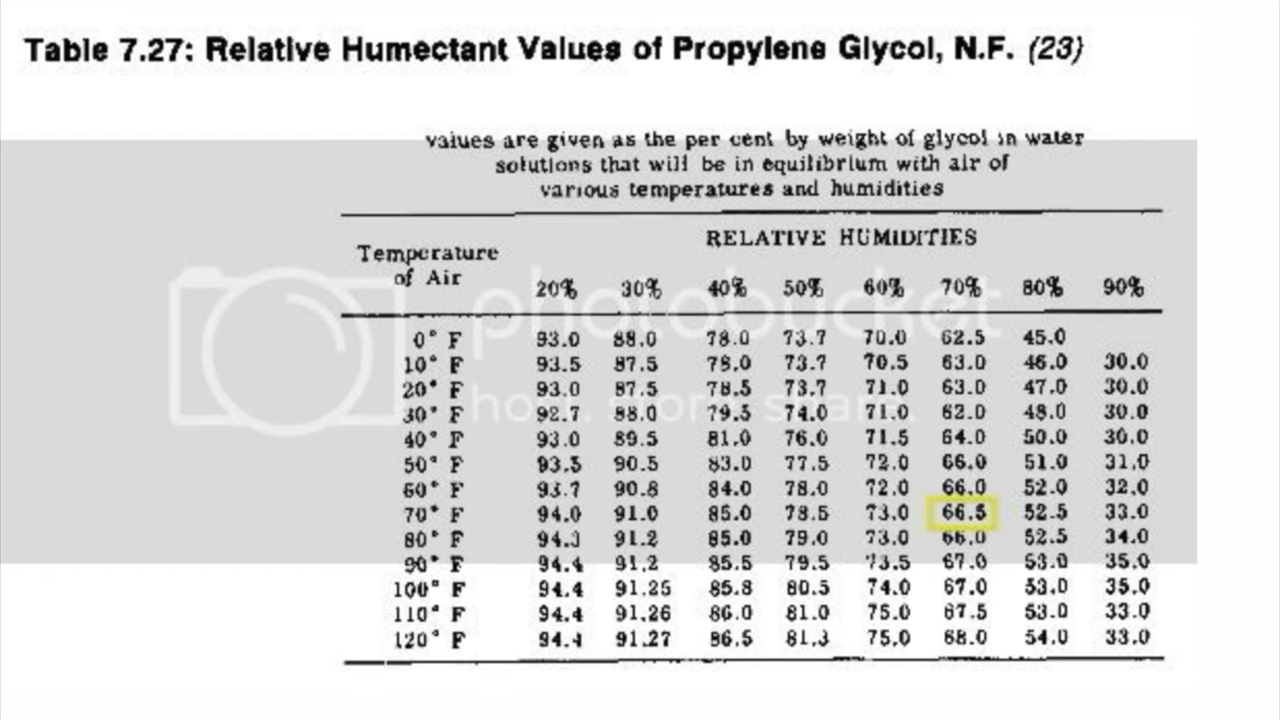 Table 7.27: Relative Humectant Values of Propylene Glycol, N.F. (23)
values are given as the per cent by weight of glycol in water
solutions that will be in equilibrium with air of
various temperatures and humidities
RELATIVE HUMIDITIES
Temperature
of Air
20% 30% 40% 50% 60% 70% 80% 90%
photobucket
0° F 93.0 88.0 78.0 73.7 70.0 62.5 45.0
10° F 93.5 87.5 78.0 73.7 70.5 63.0 46.0 30.0
20° F 93.0 87.5 78.5 73.7 71.0 63.0 47.0 30.0
host. store. share.
30° F 92.7 88.0 79.5 74.0 71.0 62.0 48.0 30.0
40° F 93.0 89.5 81.0 76.0 71.5 64.0 50.0 30.0
50° F 93.5 90.5 83.0 77.5 72.0 66.0 51.0 31.0
60° F 93.7 90.8 84.0 78.0 72.0 66.0 52.0 32.0
70° F 94.0 91.0 85.0 78.5 73.0 66.5 52.5 33.0
80° F 91.2 85.0 79.0 73.0 66.0 52.5 34.0
90° F 94.4 91.2 85.5 79.5 73.5 67.0 53.0 35.0
100° F 94.4 91.25 85.8 80.5 74.0 67.0 53.0 35.0
110° F 94.4 91.26 86.0 81.0 75.0 67.5 53.0 33.0
120° F 94.4 91.27 86.5 81.3 75.0 68.0 54.0 33.0